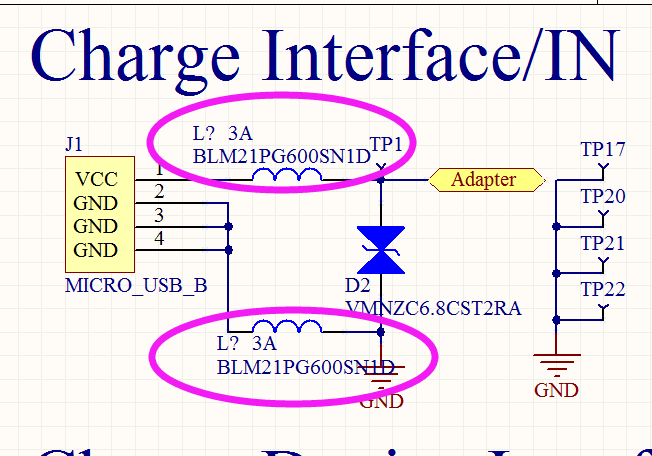 Charge Interface/IN
L? 3A
BLM21PG600SN1D
TP1
J1
VCC 1
GND 2
GND 3
GND 4
MICRO_USB_B
Adapter
TP17
TP20
TP21
TP22
D2
VMNZC6.8CST2RA
L? 3A
BLM21PG600SN1D
GND
GND